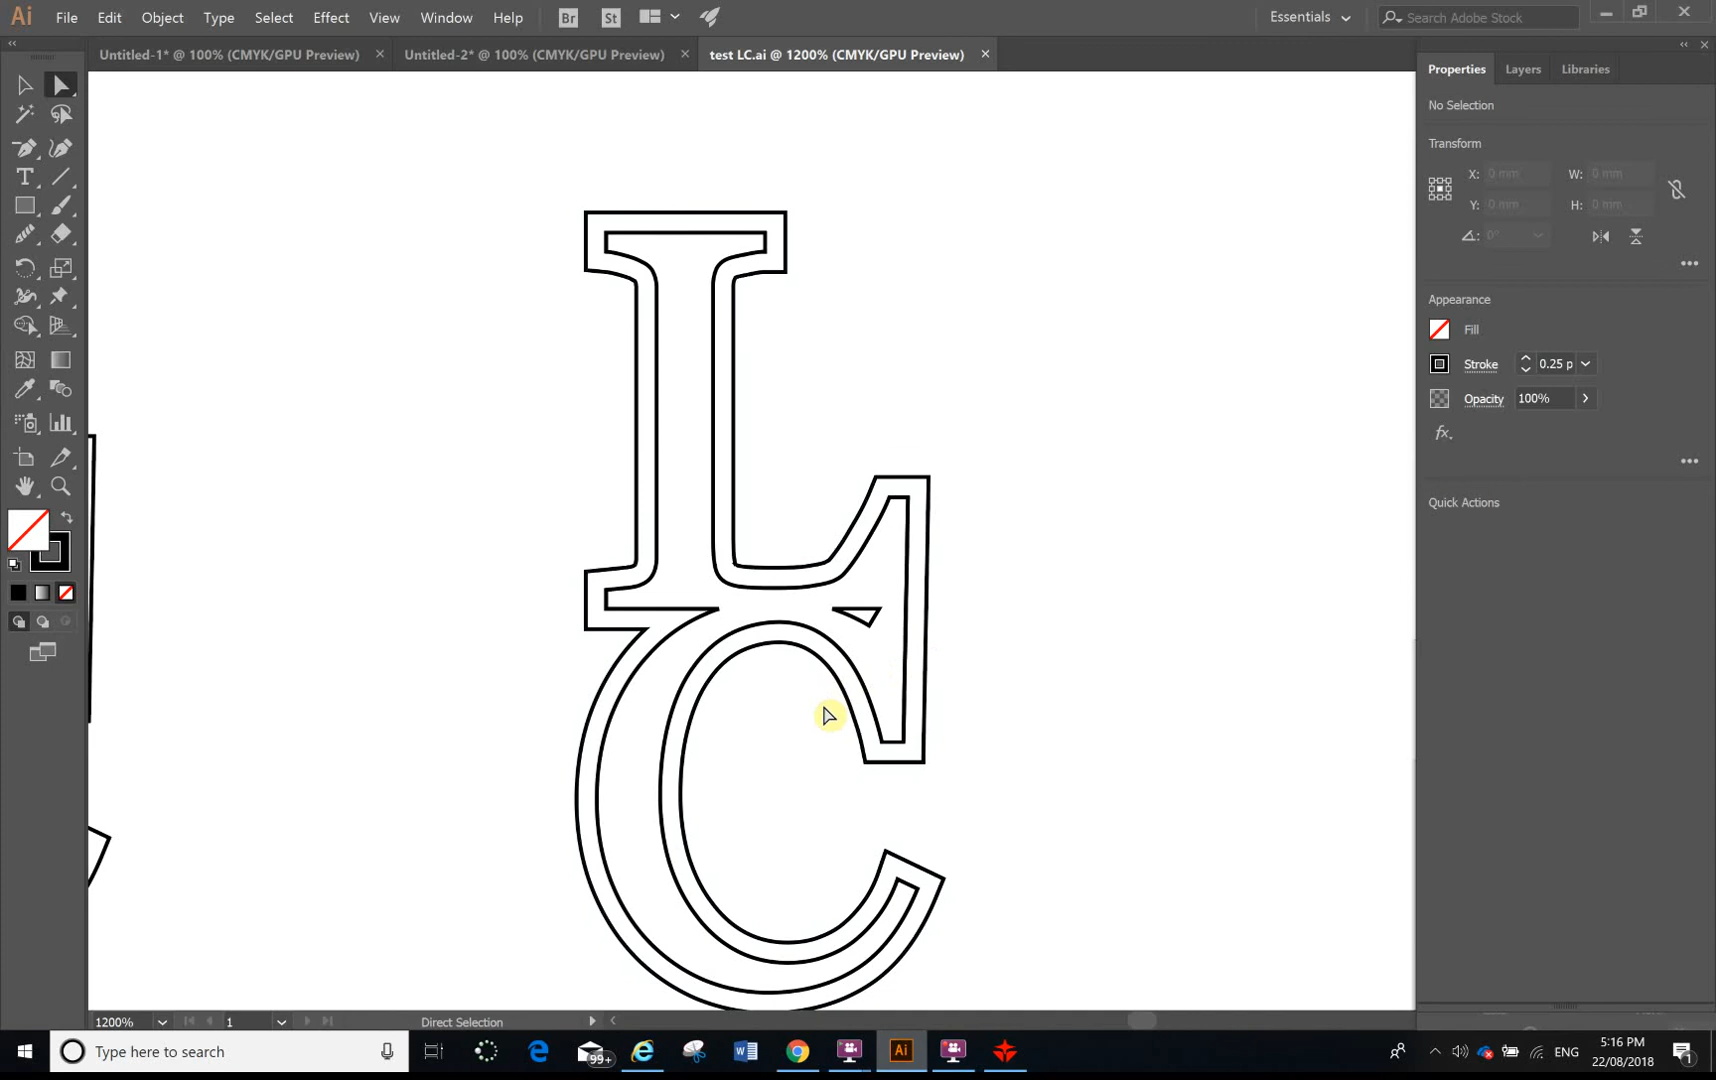 Ai File Edit Object Type Select Effect View Window Help Br St Essentials Search Adobe Stock
Untitled-1* @ 100% (CMYK/GPU Preview) Untitled-2* @ 100% (CMYK/GPU Preview) test LC.ai @ 1200% (CMYK/GPU Preview)
Properties Layers Libraries
No Selection
Transform
X: 0 mm W: 0 mm
Y: 0 mm H: 0 mm
0°
Appearance
Fill
Stroke 0.25 p
Opacity 100%
fx.
Quick Actions
L
C
1200% 1 Direct Selection
Type here to search 99+ Ai ENG 5:16 PM
22/08/2018 1